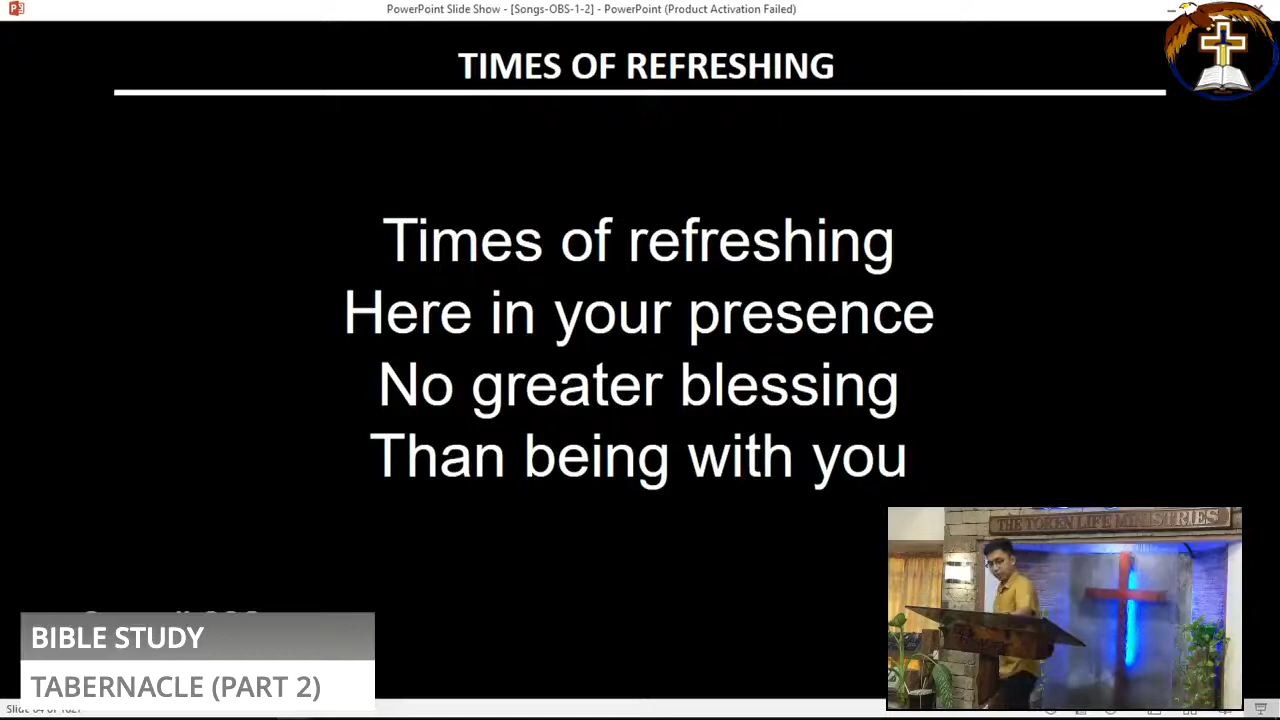 PowerPoint Slide Show - [Songs-OBS-1-2] - PowerPoint (Product Activation Failed)
TIMES OF REFRESHING
Times of refreshing
Here in your presence
No greater blessing
Than being with you
THE TOKEN LIFE MINISTRIES
BIBLE STUDY
TABERNACLE (PART 2)